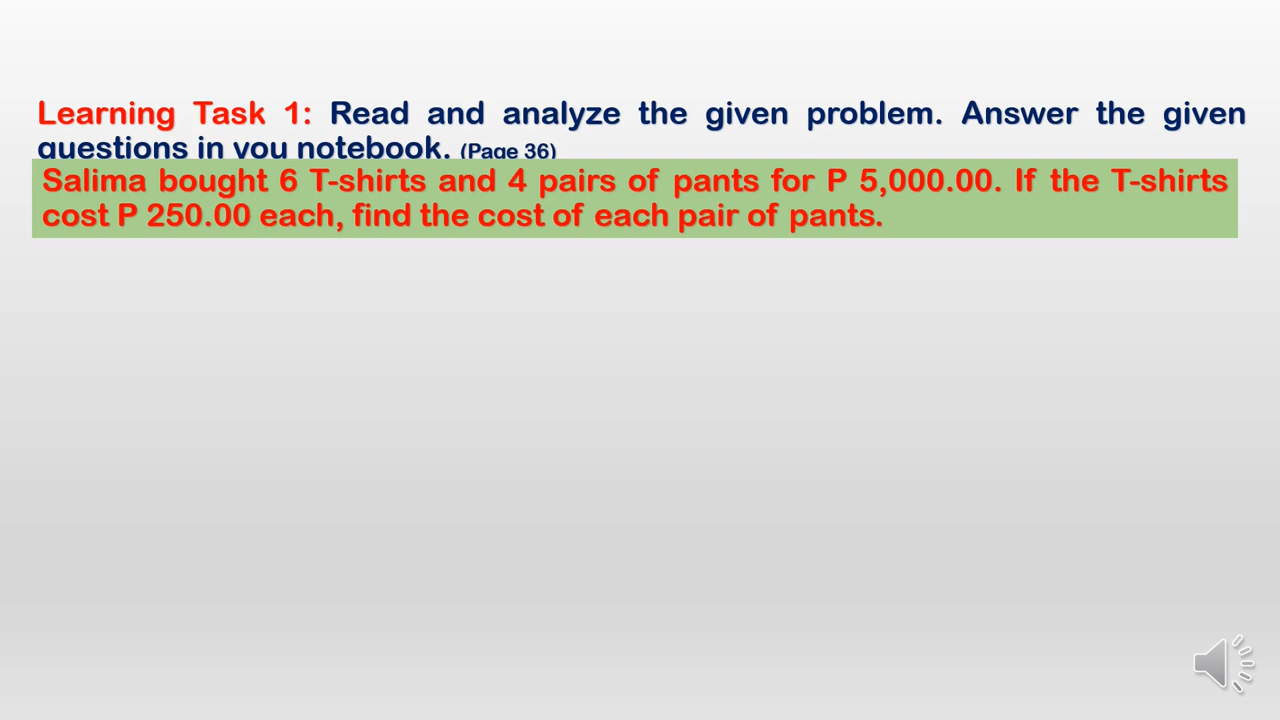 Learning Task 1: Read and analyze the given problem. Answer the given
questions in you notebook. (Page 36)
Salima bought 6 T-shirts and 4 pairs of pants for P 5,000.00. If the T-shirts
cost P 250.00 each, find the cost of each pair of pants.